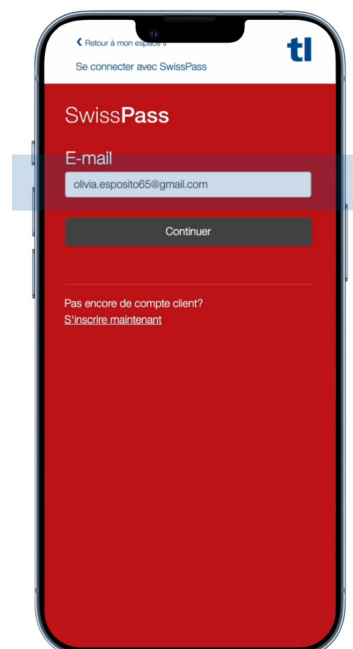 Retour à mon espace tl
tl
Se connecter avec SwissPass
SwissPass
E-mail
olivia.esposito65@gmail.com
Continuer
Pas encore de compte client?
S'inscrire maintenant